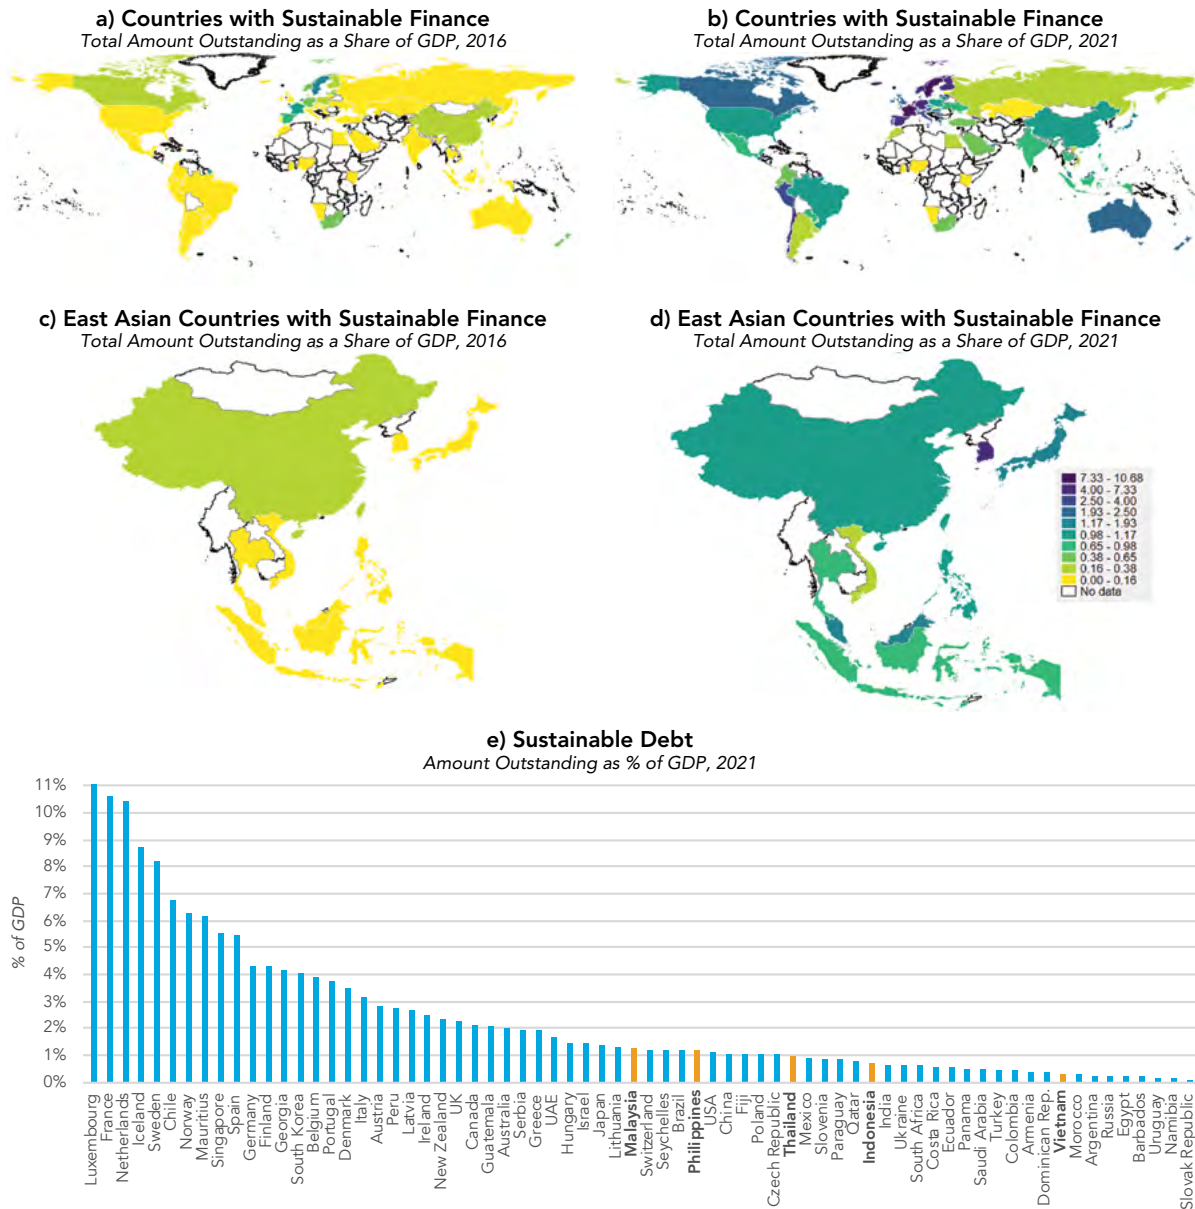 a) Countries with Sustainable Finance
Total Amount Outstanding as a Share of GDP, 2016
b) Countries with Sustainable Finance
Total Amount Outstanding as a Share of GDP, 2021
c) East Asian Countries with Sustainable Finance
Total Amount Outstanding as a Share of GDP, 2016
d) East Asian Countries with Sustainable Finance
Total Amount Outstanding as a Share of GDP, 2021
7.33 - 10.68
4.00 - 7.33
2.50 - 4.00
1.93 - 2.50
1.17 - 1.93
0.98 - 1.17
0.65 - 0.98
0.38 - 0.65
0.16 - 0.38
0.00 - 0.16
No data
e) Sustainable Debt
Amount Outstanding as % of GDP, 2021
% of GDP
11%
10%
9%
8%
7%
6%
5%
4%
3%
2%
1%
0%
Luxembourg
France
Netherlands
Iceland
Sweden
Chile
Norway
Mauritius
Singapore
Spain
Germany
Finland
Georgia
South Korea
Belgium
Portugal
Denmark
Italy
Austria
Peru
Latvia
Ireland
New Zealand
UK
Canada
Guatemala
Australia
Serbia
Greece
UAE
Hungary
Israel
Japan
Lithuania
Malaysia
Switzerland
Seychelles
Brazil
Philippines
USA
China
Fiji
Poland
Czech Republic
Thailand
Mexico
Slovenia
Paraguay
Qatar
Indonesia
India
Ukraine
South Africa
Costa Rica
Ecuador
Panama
Saudi Arabia
Turkey
Colombia
Armenia
Dominican Rep.
Vietnam
Morocco
Argentina
Russia
Egypt
Barbados
Uruguay
Namibia
Slovak Republic